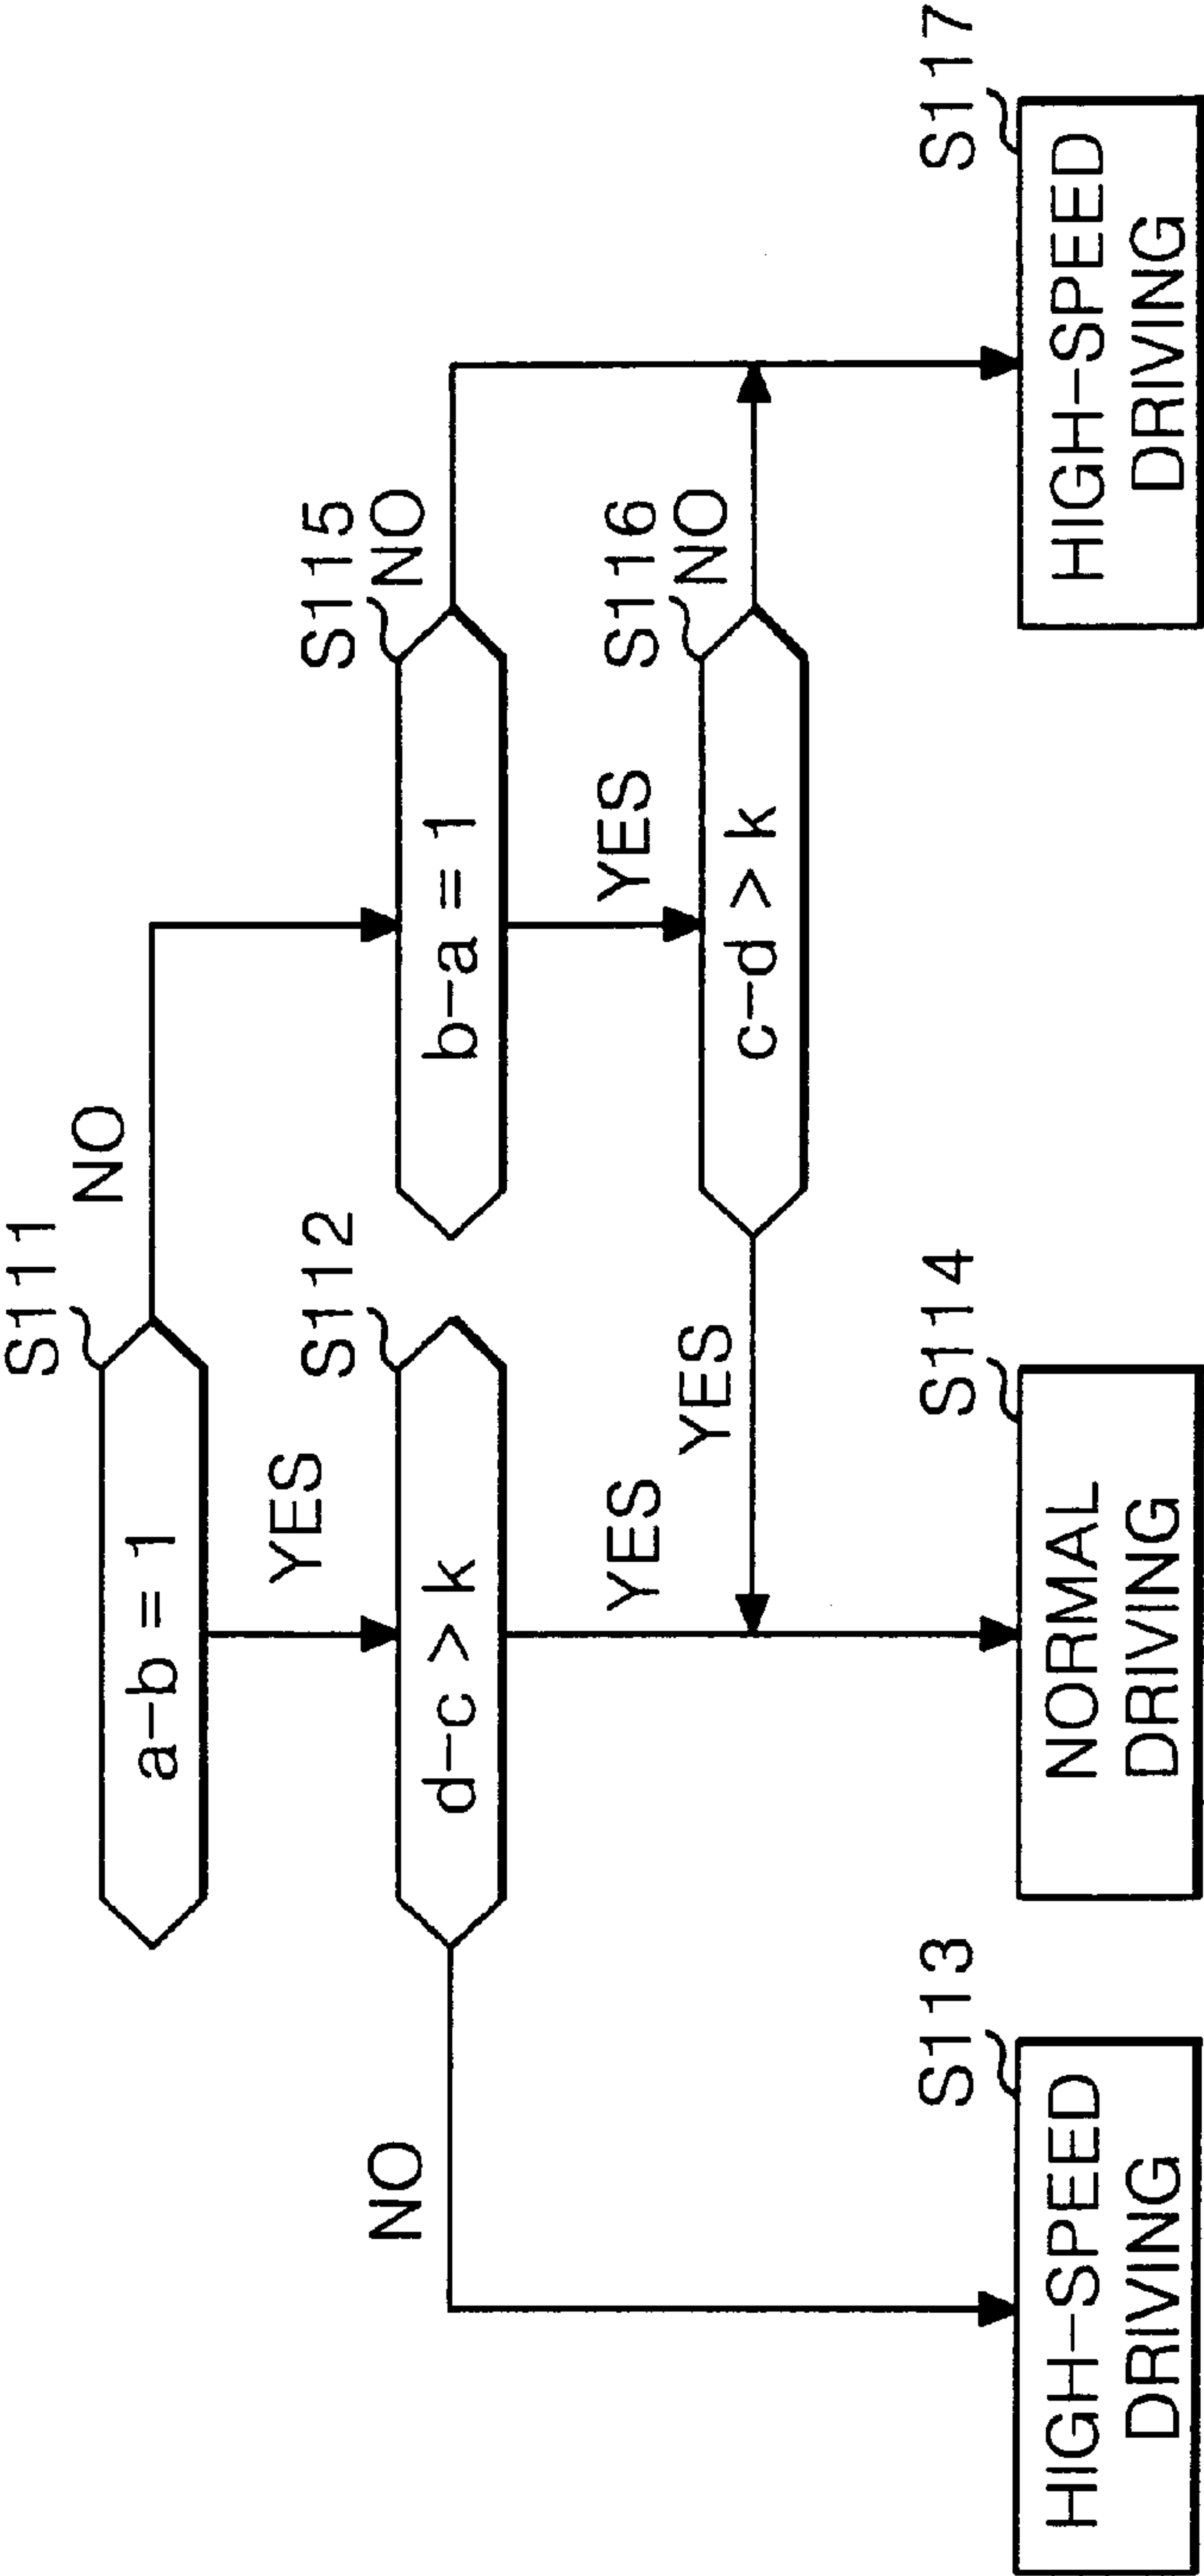 S111
a-b = 1
NO
YES
S112
d-c > k
NO
YES
S115
b-a = 1
NO
YES
S116
c-d > k
NO
YES
S113
HIGH-SPEED
DRIVING
S114
NORMAL
DRIVING
S117
HIGH-SPEED
DRIVING